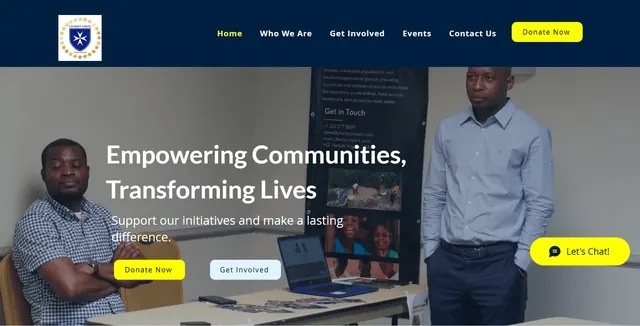 Home
Who We Are
Get Involved
Events
Contact Us
Donate Now
Get in Touch
Empowering Communities,
Transforming Lives
Support our initiatives and make a lasting
difference.
Donate Now
Get Involved
Let's Chat!